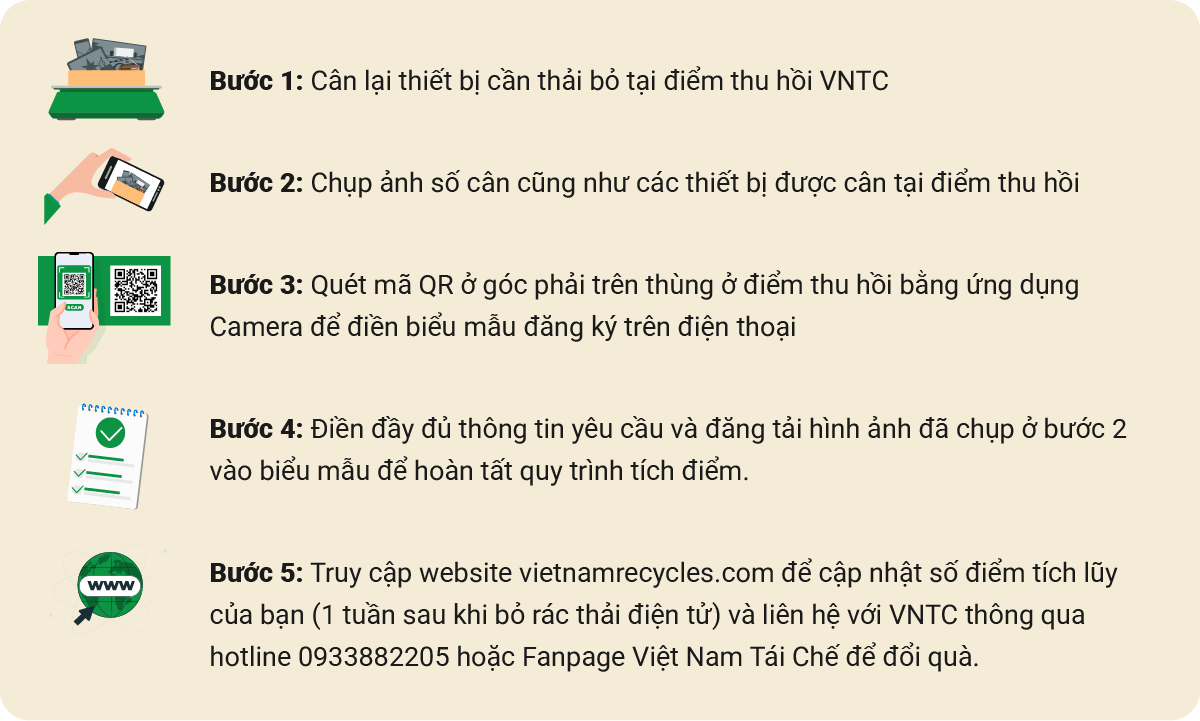 Bước 1: Cân lại thiết bị cần thải bỏ tại điểm thu hồi VNTC
Bước 2: Chụp ảnh số cân cũng như các thiết bị được cân tại điểm thu hồi
SCAN
Bước 3: Quét mã QR ở góc phải trên thùng ở điểm thu hồi bằng ứng dụng
Camera để điền biểu mẫu đăng ký trên điện thoại
Bước 4: Điền đầy đủ thông tin yêu cầu và đăng tải hình ảnh đã chụp ở bước 2
vào biểu mẫu để hoàn tất quy trình tích điểm.
www
Bước 5: Truy cập website vietnamrecycles.com để cập nhật số điểm tích lũy
của bạn (1 tuần sau khi bỏ rác thải điện tử) và liên hệ với VNTC thông qua
hotline 0933882205 hoặc Fanpage Việt Nam Tái Chế để đổi quà.